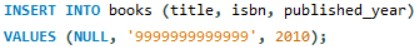 INSERT INTO books (title, isbn, published_year)
VALUES (NULL, '9999999999999', 2010);